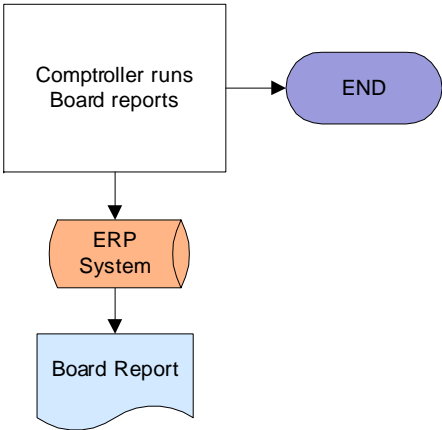 Comptroller runs
Board reports
END
ERP
System
Board Report